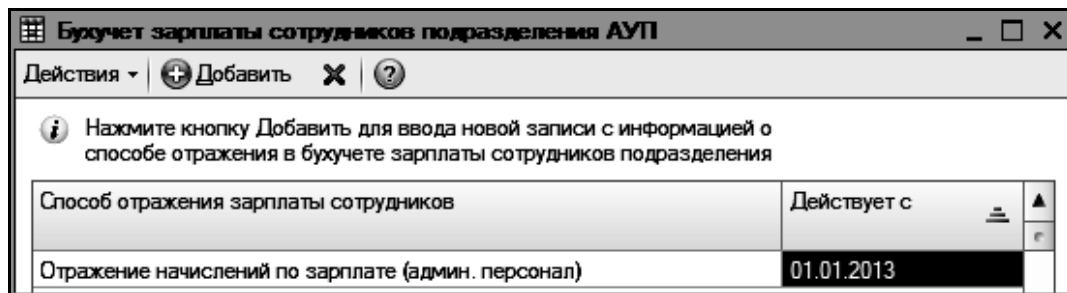 Бухучет зарплаты сотрудников подразделения АУП
Действия Добавить
Нажмите кнопку Добавить для ввода новой записи с информацией о
способе отражения в бухучете зарплаты сотрудников подразделения
Способ отражения зарплаты сотрудников Действует с
Отражение начислений по зарплате (админ. персонал) 01.01.2013